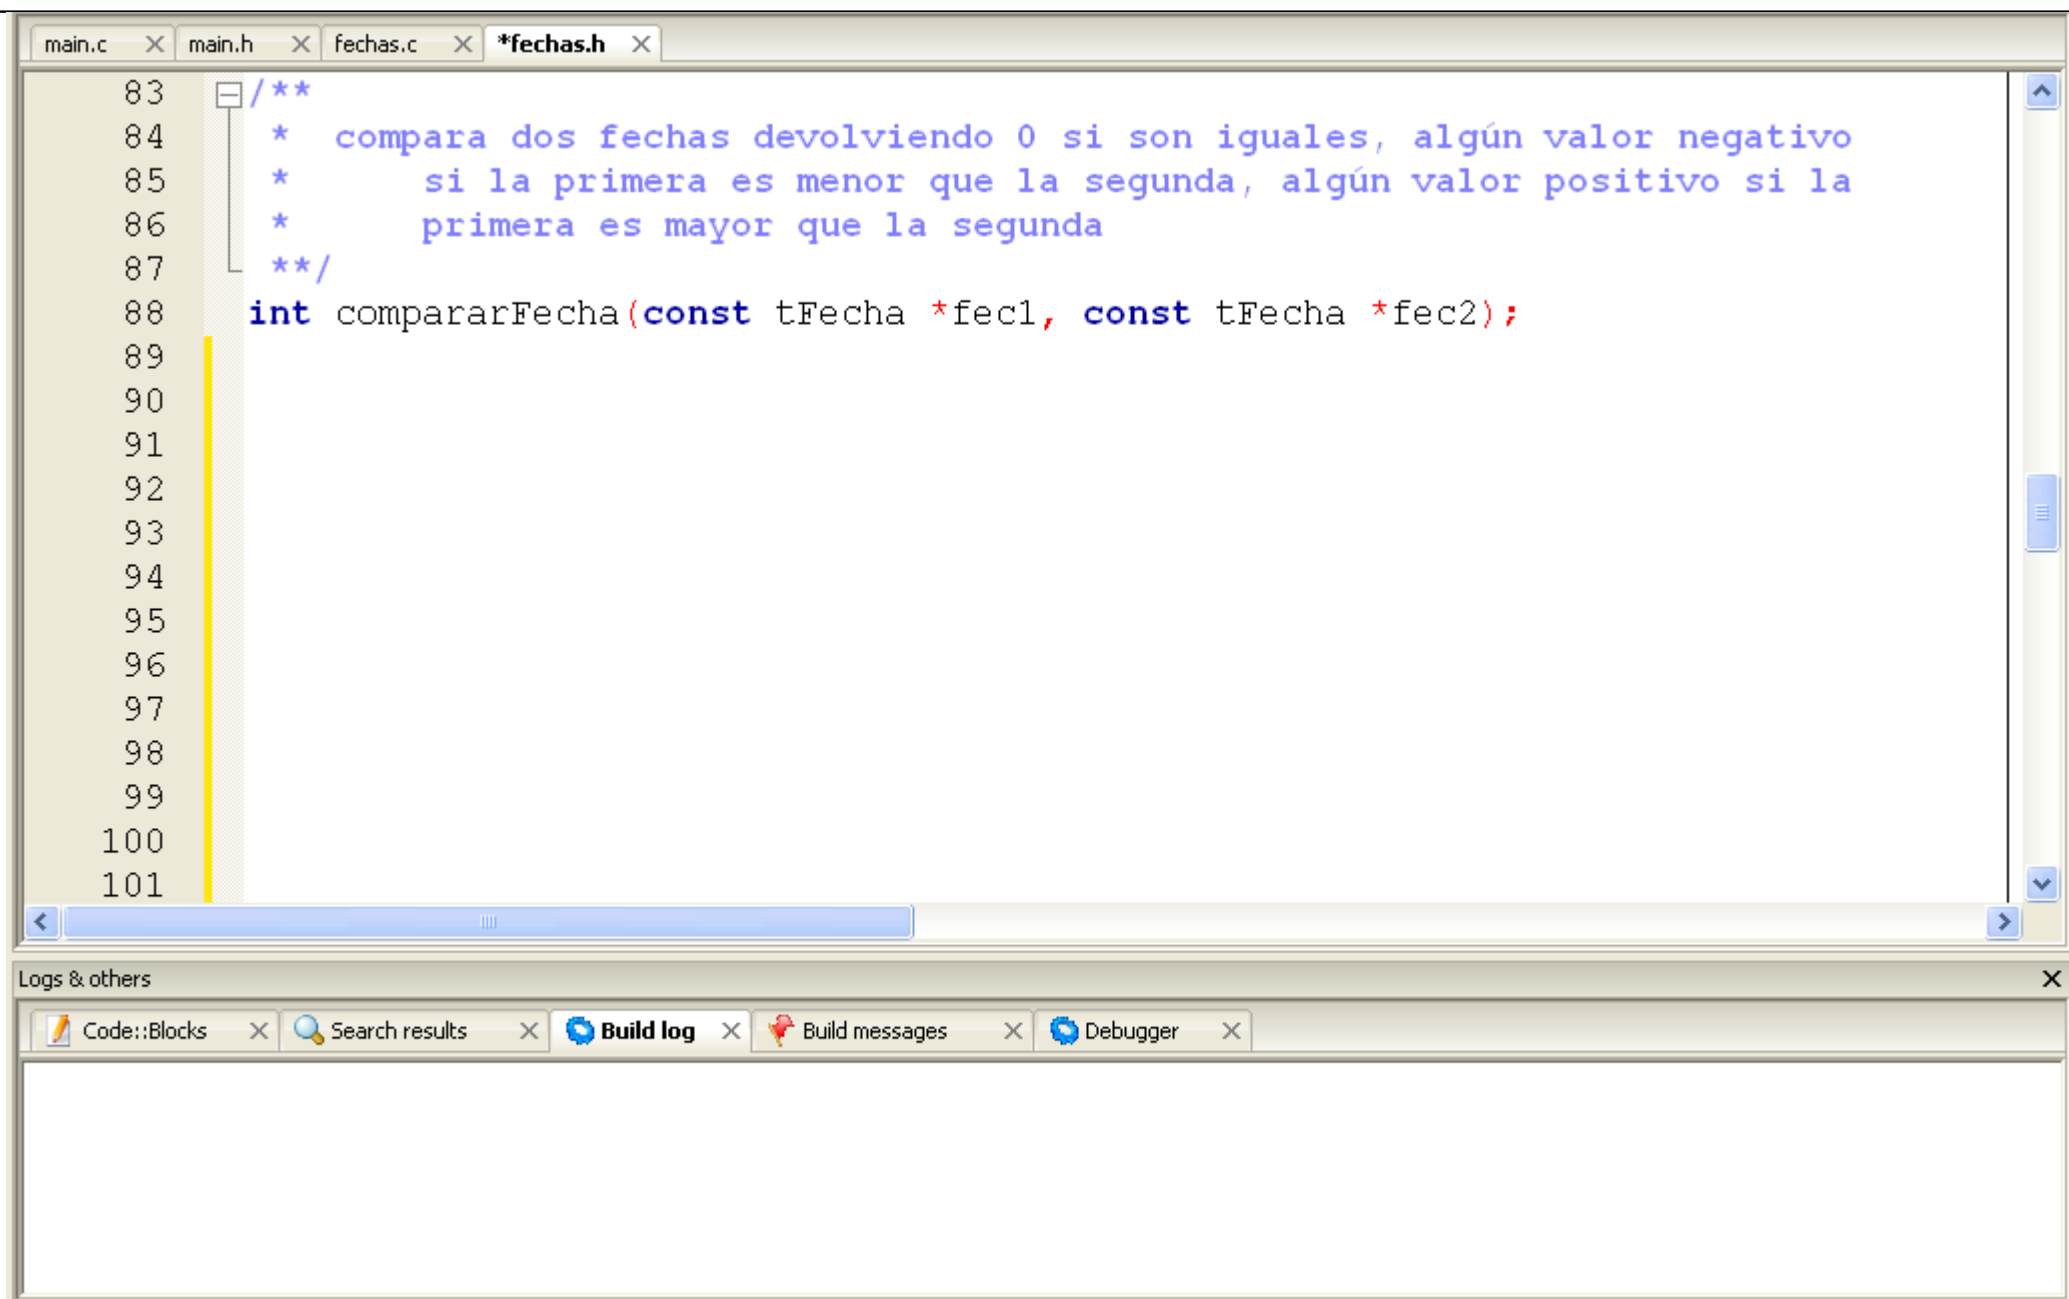 main.c main.h fechas.c *fechas.h
83 /**
84 * compara dos fechas devolviendo 0 si son iguales, algún valor negativo
85 * si la primera es menor que la segunda, algún valor positivo si la
86 * primera es mayor que la segunda
87 **/
88 int compararFecha(const tFecha *fec1, const tFecha *fec2);
89
90
91
92
93
94
95
96
97
98
99
100
101
Logs & others
Code::Blocks Search results Build log Build messages Debugger